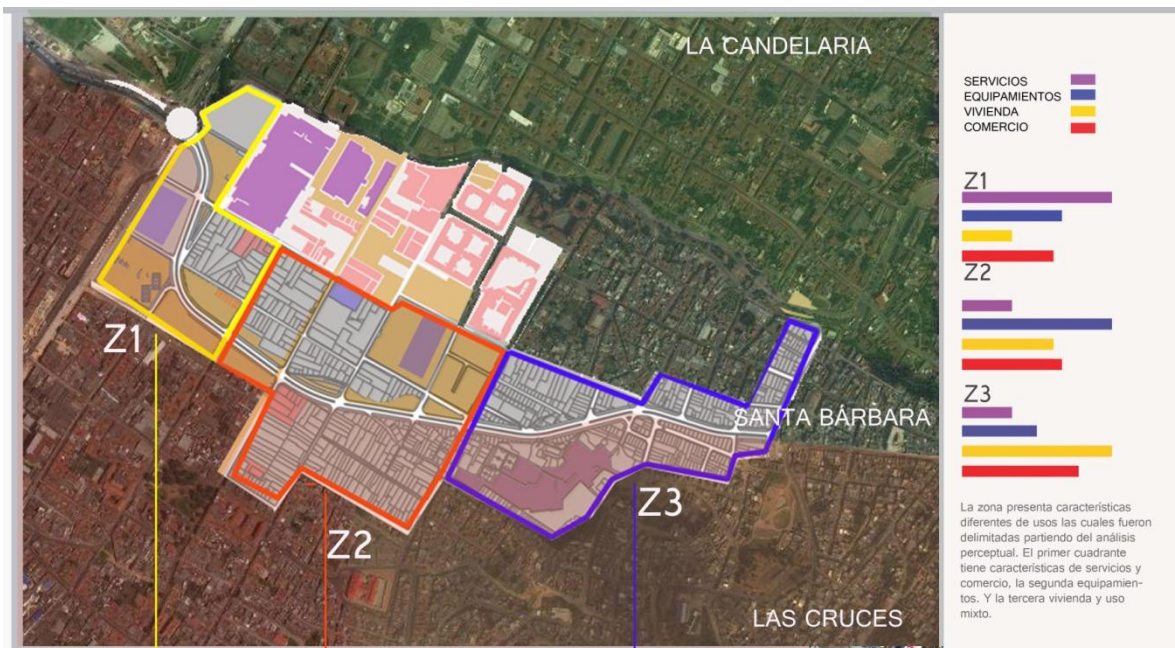 LA CANDELARIA
Z1
Z2
Z3
SANTA BÁRBARA
LAS CRUCES
SERVICIOS
EQUIPAMIENTOS
VIVIENDA
COMERCIO
Z1
Z2
Z3
La zona presenta características
diferentes de usos las cuales fueron
delimitadas partiendo del análisis
perceptual. El primer cuadrante
tiene características de servicios y
comercio, la segunda equipamien-
tos. Y la tercera vivienda y uso
mixto.